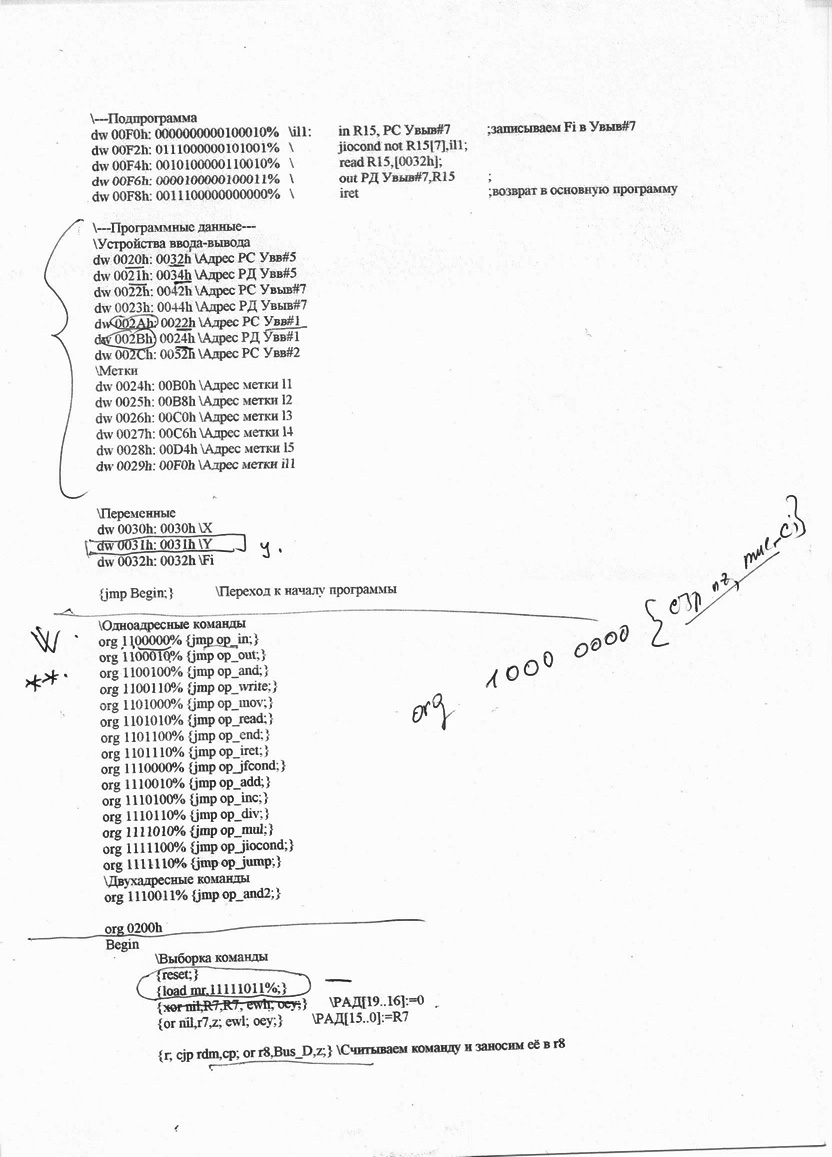 \---Подпрограмма
dw 00F0h: 0000000000100010% \il1: in R15, РС Увыв#7 ;записываем Fi в Увыв#7
dw 00F2h: 0111000000101001% \ jiocond not R15[7],il1;
dw 00F4h: 0010100000110010% \ read R15,[0032h];
dw 00F6h: 0000100000100011% \ out РД Увыв#7,R15 ;
dw 00F8h: 0011100000000000% \ iret ;возврат в основную программу
\---Программные данные---
\Устройства ввода-вывода
dw 0020h: 0032h \Адрес РС Увв#5
dw 0021h: 0034h \Адрес РД Увв#5
dw 0022h: 0042h \Адрес РС Увыв#7
dw 0023h: 0044h \Адрес РД Увыв#7
dw 002Ah: 0022h \Адрес РС Увв#1
dw 002Bh: 0024h \Адрес РД Увв#1
dw 002Ch: 0052h \Адрес РС Увв#2
\Метки
dw 0024h: 00B0h \Адрес метки l1
dw 0025h: 00B8h \Адрес метки l2
dw 0026h: 00C0h \Адрес метки l3
dw 0027h: 00C6h \Адрес метки l4
dw 0028h: 00D4h \Адрес метки l5
dw 0029h: 00F0h \Адрес метки il1
\Переменные
dw 0030h: 0030h \X
dw 0031h: 0031h \Y y.
dw 0032h: 0032h \Fi
{jmp Begin;} \Переход к началу программы
\Одноадресные команды
org 1100000% {jmp op_in;}
org 1100010% {jmp op_out;}
org 1100100% {jmp op_and;}
org 1100110% {jmp op_write;}
org 1101000% {jmp op_mov;}
org 1101010% {jmp op_read;}
org 1101100% {jmp op_end;}
org 1101110% {jmp op_iret;}
org 1110000% {jmp op_jfcond;}
org 1110010% {jmp op_add;}
org 1110100% {jmp op_inc;}
org 1110110% {jmp op_div;}
org 1111010% {jmp op_mul;}
org 1111100% {jmp op_jiocond;}
org 1111110% {jmp op_jump;}
\Двухадресные команды
org 1110011% {jmp op_and2;}
**.
org 1000 0000 {cjp nz,
org 0200h
Begin
\Выборка команды
{reset;}
{load mr,11111011%;}
{xor nil,R7,R7; ewh; oey;} \РАД[19..16]:=0
{or nil,r7,z; ewl; oey;} \РАД[15..0]:=R7
{r; cjp rdm,cp; or r8,Bus_D,z;} \Считываем команду и заносим её в r8